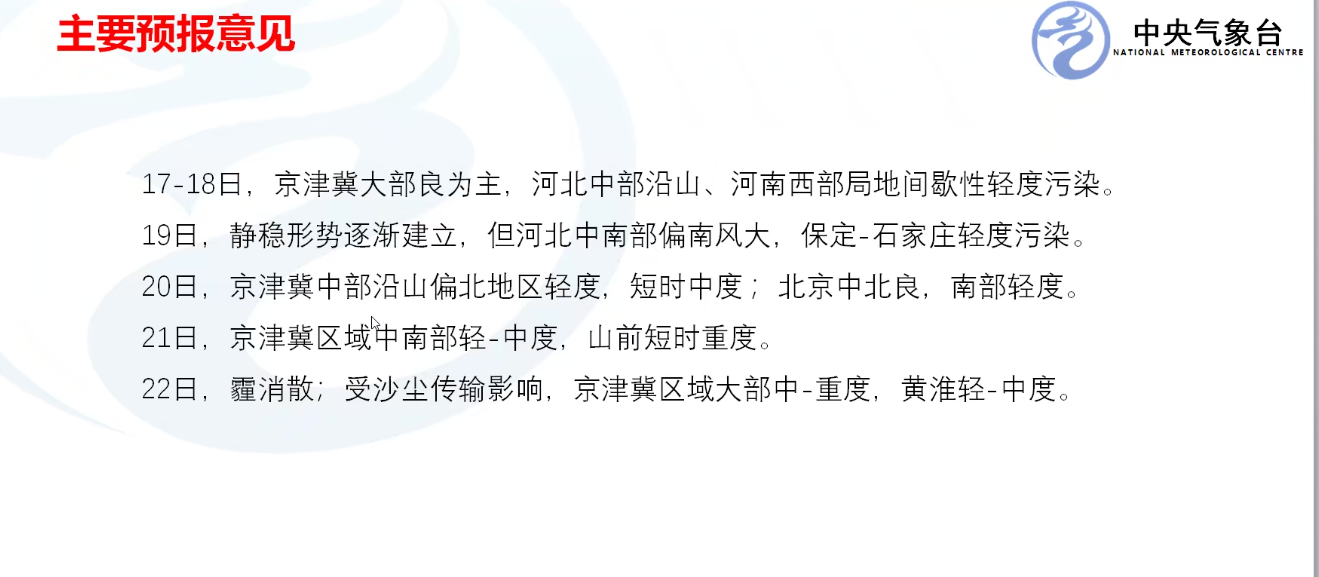 主要预报意见
中央气象台
NATIONAL METEOROLOGICAL CENTRE
17-18日，京津冀大部良为主，河北中部沿山、河南西部局地间歇性轻度污染。
19日，静稳形势逐渐建立，但河北中南部偏南风大，保定-石家庄轻度污染。
20日，京津冀中部沿山偏北地区轻度，短时中度；北京中北良，南部轻度。
21日，京津冀区域中南部轻-中度，山前短时重度。
22日，霾消散；受沙尘传输影响，京津冀区域大部中-重度，黄淮轻-中度。